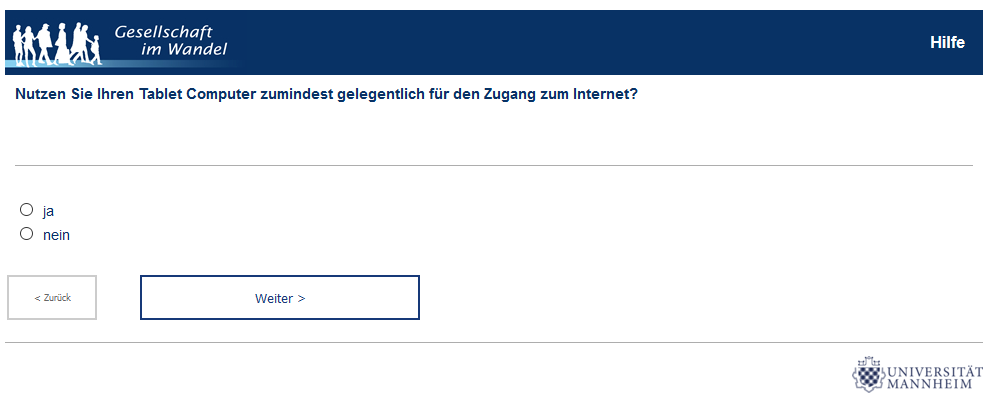 Gesellschaft
im Wandel
Hilfe
Nutzen Sie Ihren Tablet Computer zumindest gelegentlich für den Zugang zum Internet?
ja
nein
< Zurück
Weiter >
UNIVERSITÄT
MANNHEIM